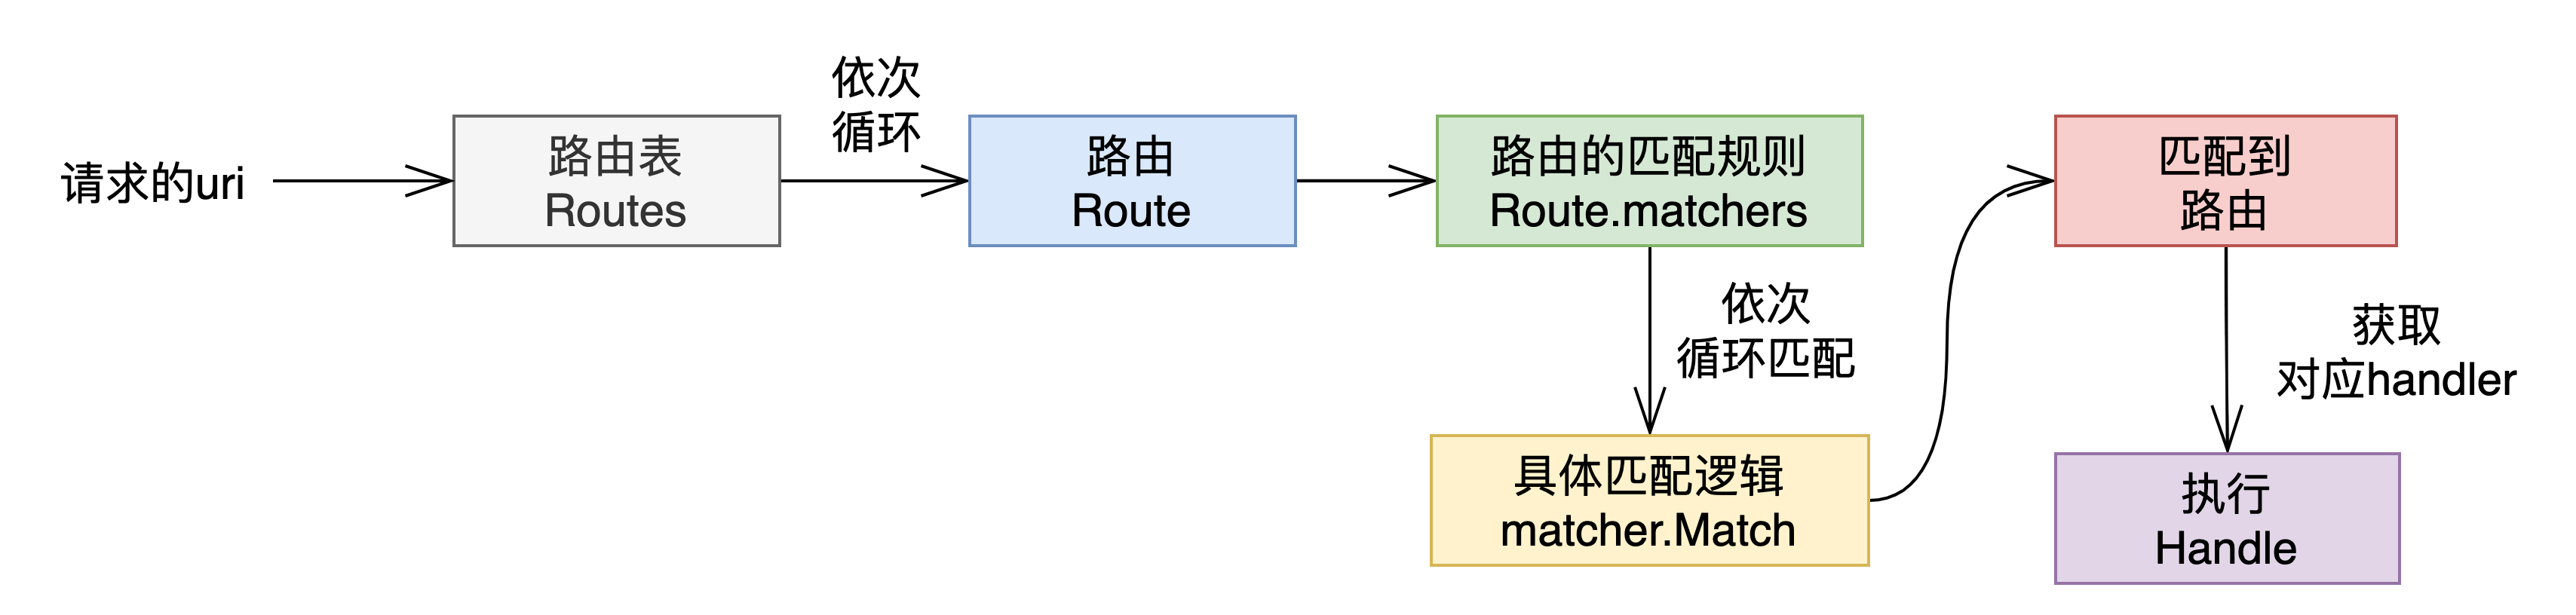 请求的uri
路由表
Routes
依次
循环
路由
Route
路由的匹配规则
Route.matchers
依次
循环匹配
具体匹配逻辑
matcher.Match
匹配到
路由
获取
对应handler
执行
Handle